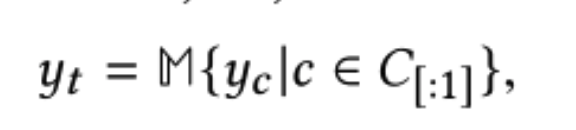 y_t = 𝕄{y_c|c ∈ C_{[:1]}},